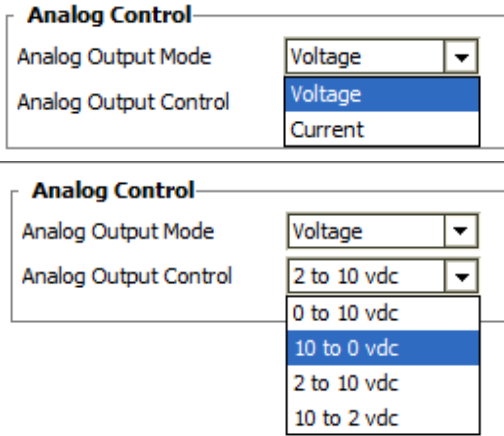 Analog Control
Analog Output Mode Voltage
Voltage
Analog Output Control
Current
Analog Control
Analog Output Mode Voltage
Analog Output Control 2 to 10 vdc
0 to 10 vdc
10 to 0 vdc
2 to 10 vdc
10 to 2 vdc